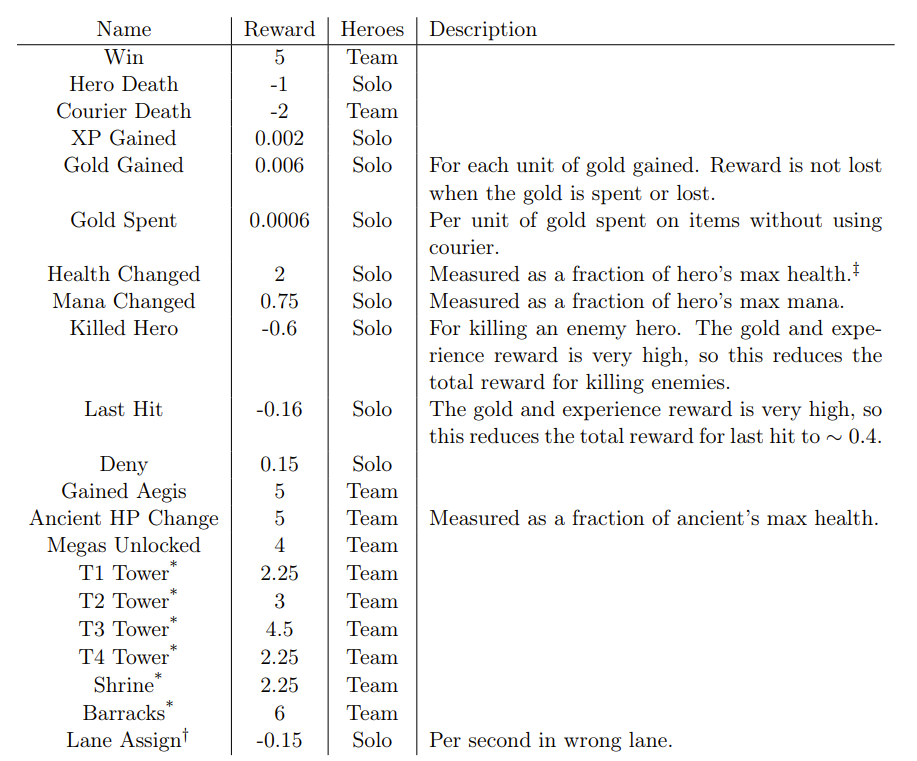 Name Reward Heroes Description
Win 5 Team
Hero Death -1 Solo
Courier Death -2 Team
XP Gained 0.002 Solo
Gold Gained 0.006 Solo For each unit of gold gained. Reward is not lost
when the gold is spent or lost.
Gold Spent 0.0006 Solo Per unit of gold spent on items without using
courier.
Health Changed 2 Solo Measured as a fraction of hero's max health.‡
Mana Changed 0.75 Solo Measured as a fraction of hero's max mana.
Killed Hero -0.6 Solo For killing an enemy hero. The gold and expe-
rience reward is very high, so this reduces the
total reward for killing enemies.
Last Hit -0.16 Solo The gold and experience reward is very high, so
this reduces the total reward for last hit to ∼ 0.4.
Deny 0.15 Solo
Gained Aegis 5 Team
Ancient HP Change 5 Team Measured as a fraction of ancient's max health.
Megas Unlocked 4 Team
T1 Tower* 2.25 Team
T2 Tower* 3 Team
T3 Tower* 4.5 Team
T4 Tower* 2.25 Team
Shrine* 2.25 Team
Barracks* 6 Team
Lane Assign† -0.15 Solo Per second in wrong lane.